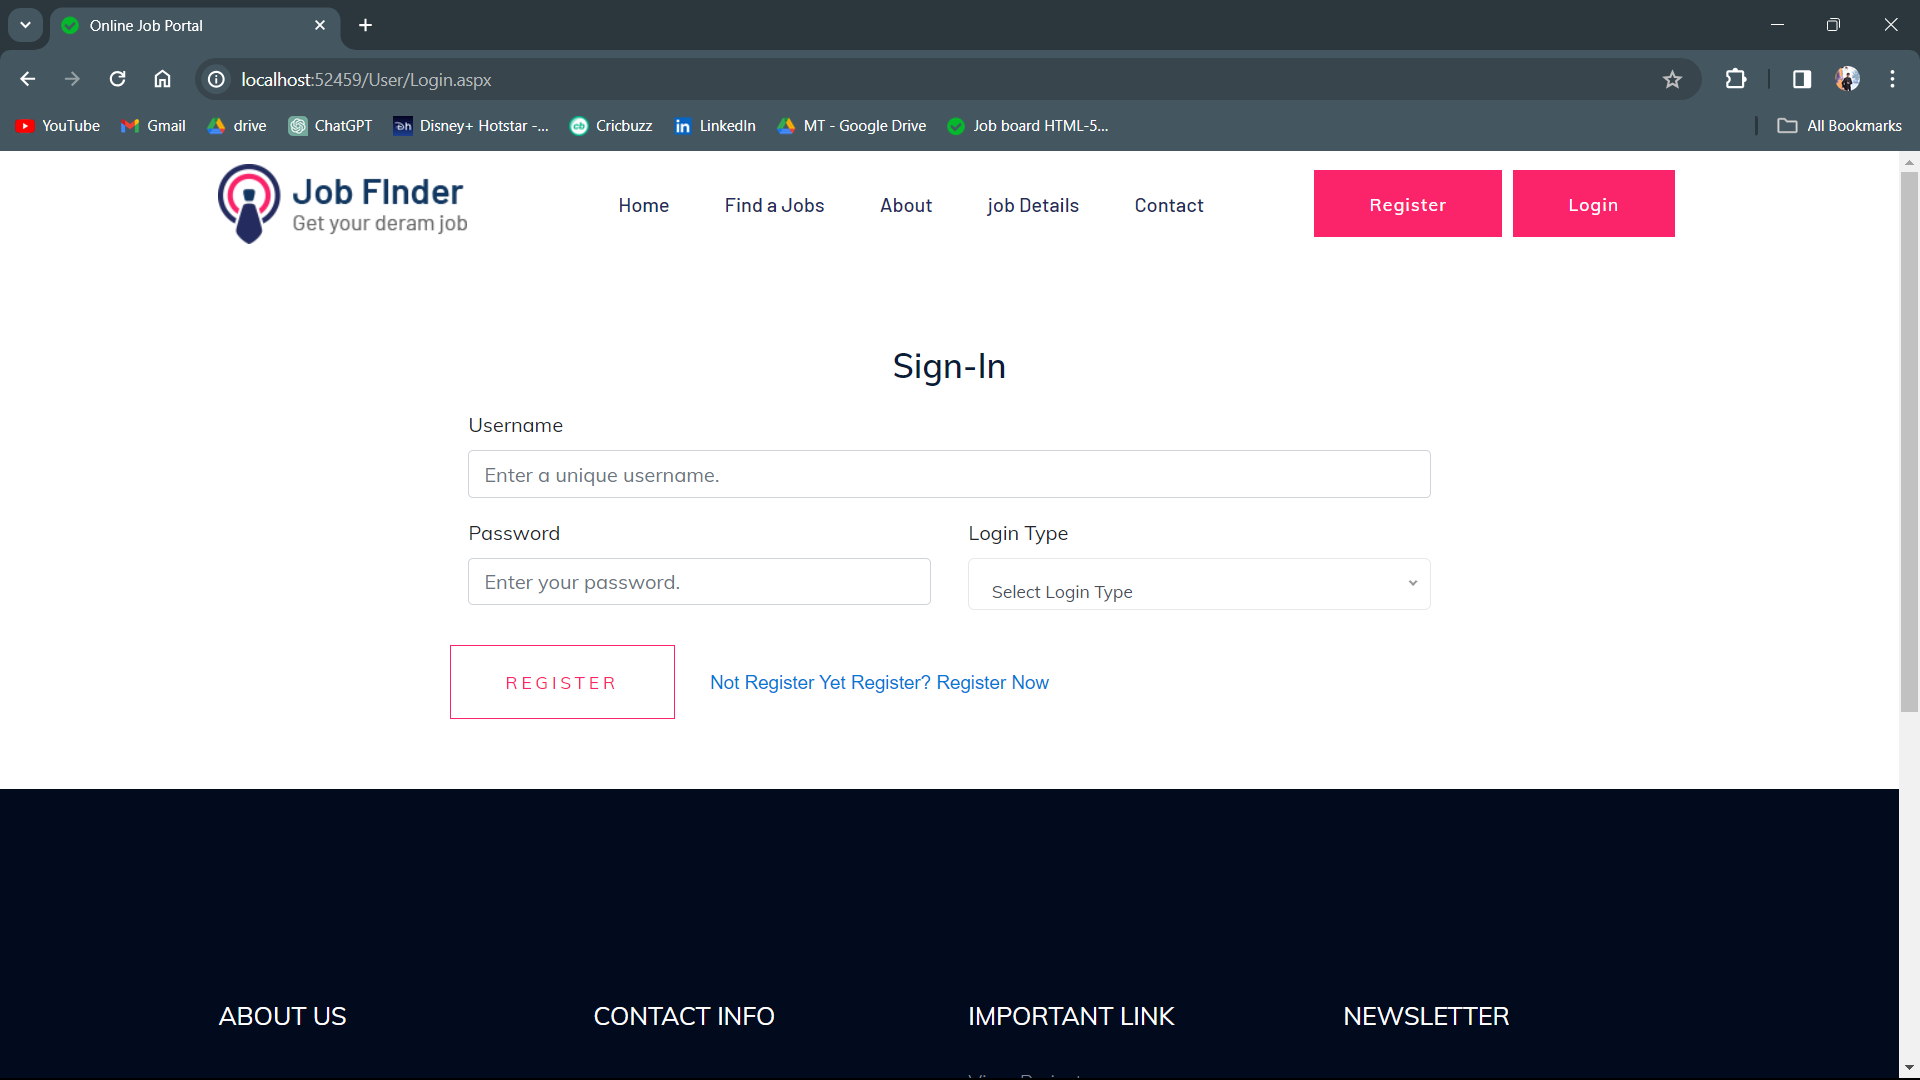 Online Job Portal
localhost:52459/User/Login.aspx
YouTube Gmail drive ChatGPT Disney+ Hotstar -... Cricbuzz LinkedIn MT - Google Drive Job board HTML-5... All Bookmarks
Job FInder
Get your deram job
Home Find a Jobs About job Details Contact Register Login
Sign-In
Username
Enter a unique username.
Password Login Type
Enter your password. Select Login Type
REGISTER Not Register Yet Register? Register Now
ABOUT US CONTACT INFO IMPORTANT LINK NEWSLETTER